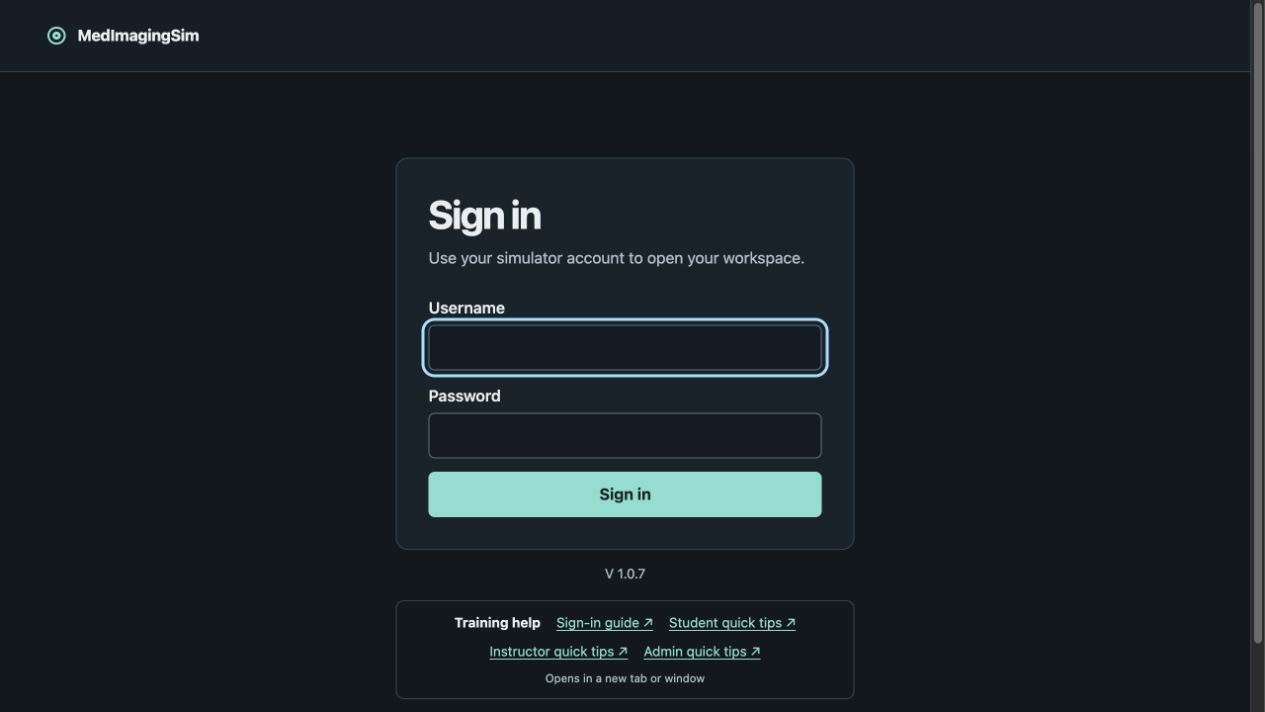 MedImagingSim
Sign in
Use your simulator account to open your workspace.
Username
Password
Sign in
V 1.0.7
Training help Sign-in guide ↗ Student quick tips ↗
Instructor quick tips ↗ Admin quick tips ↗
Opens in a new tab or window